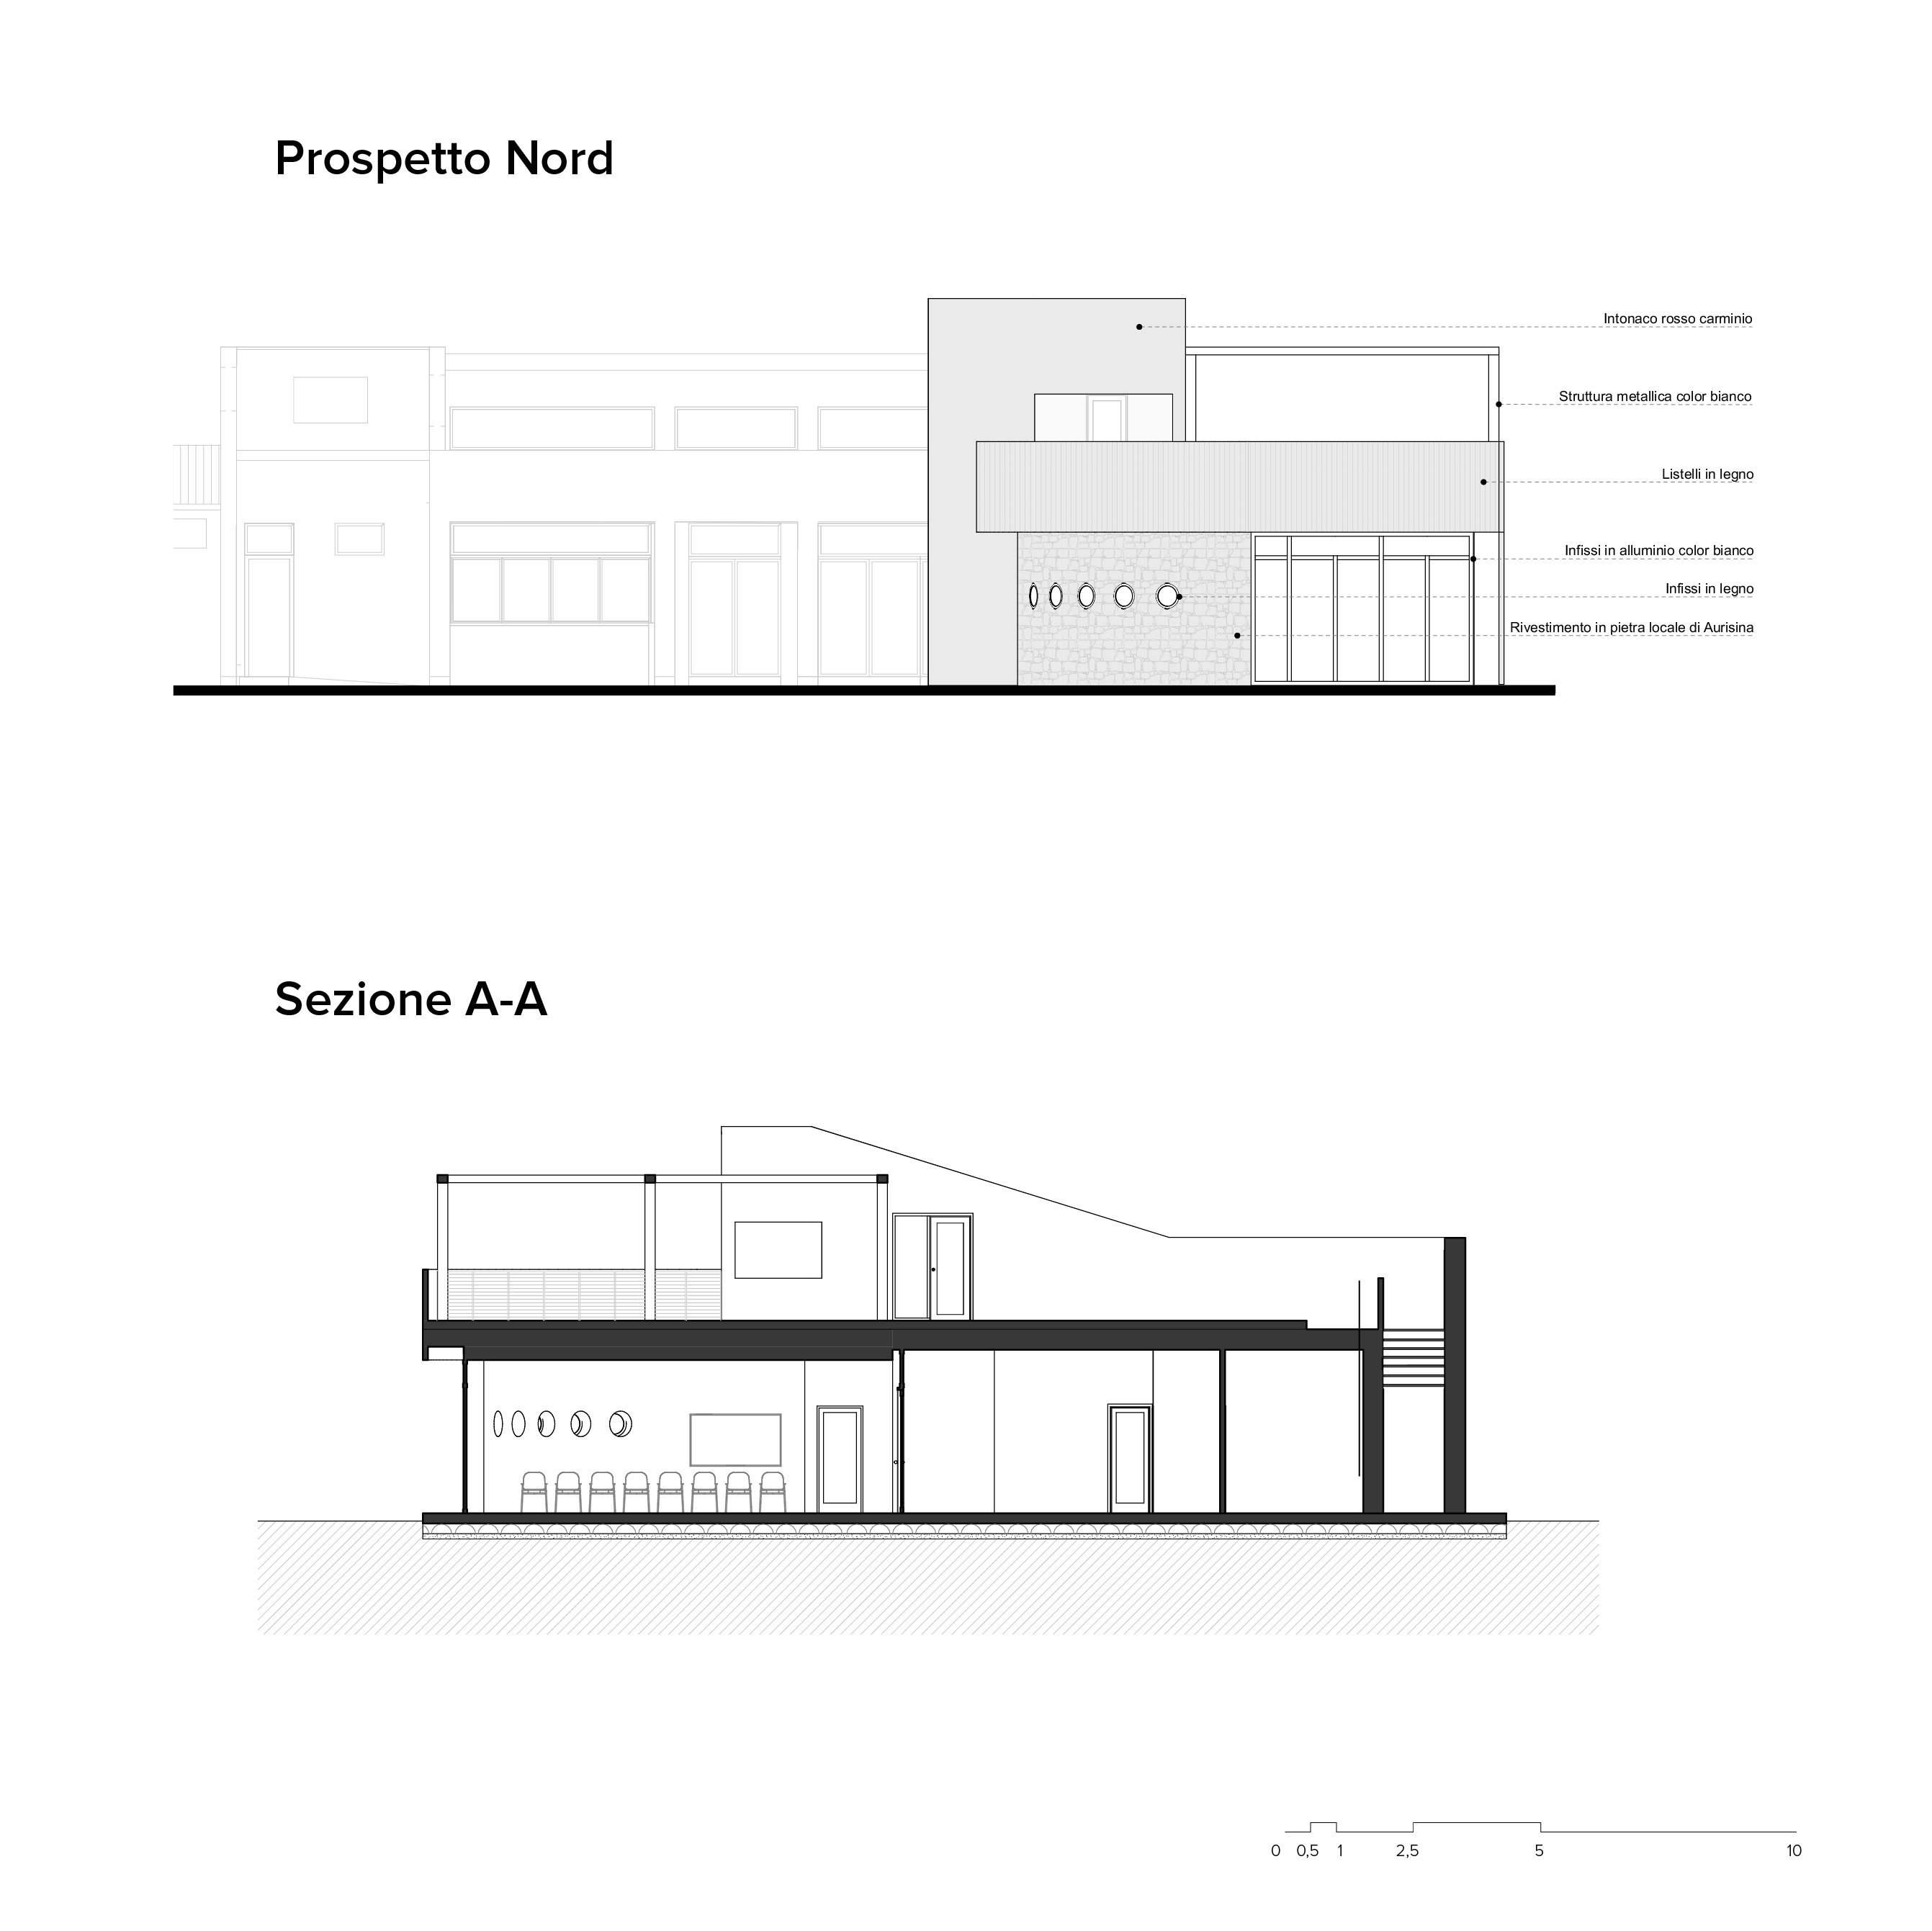 Prospetto Nord
Intonaco rosso carminio
Struttura metallica color bianco
Listelli in legno
Infissi in alluminio color bianco
Infissi in legno
Rivestimento in pietra locale di Aurisina
Sezione A-A
0 0,5 1 2,5 5 10